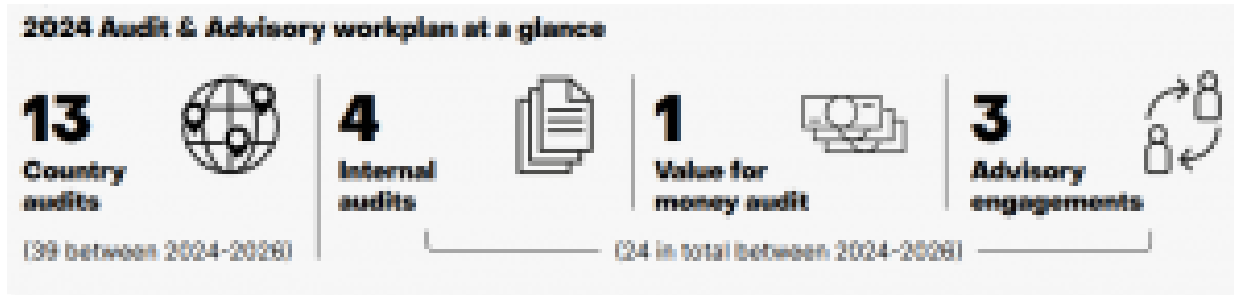 2024 Audit & Advisory workplan at a glance
13
Country
audits
(39 between 2024-2026)
4
Internal
audits
1
Value for
money audit
3
Advisory
engagements
(24 in total between 2024-2026)